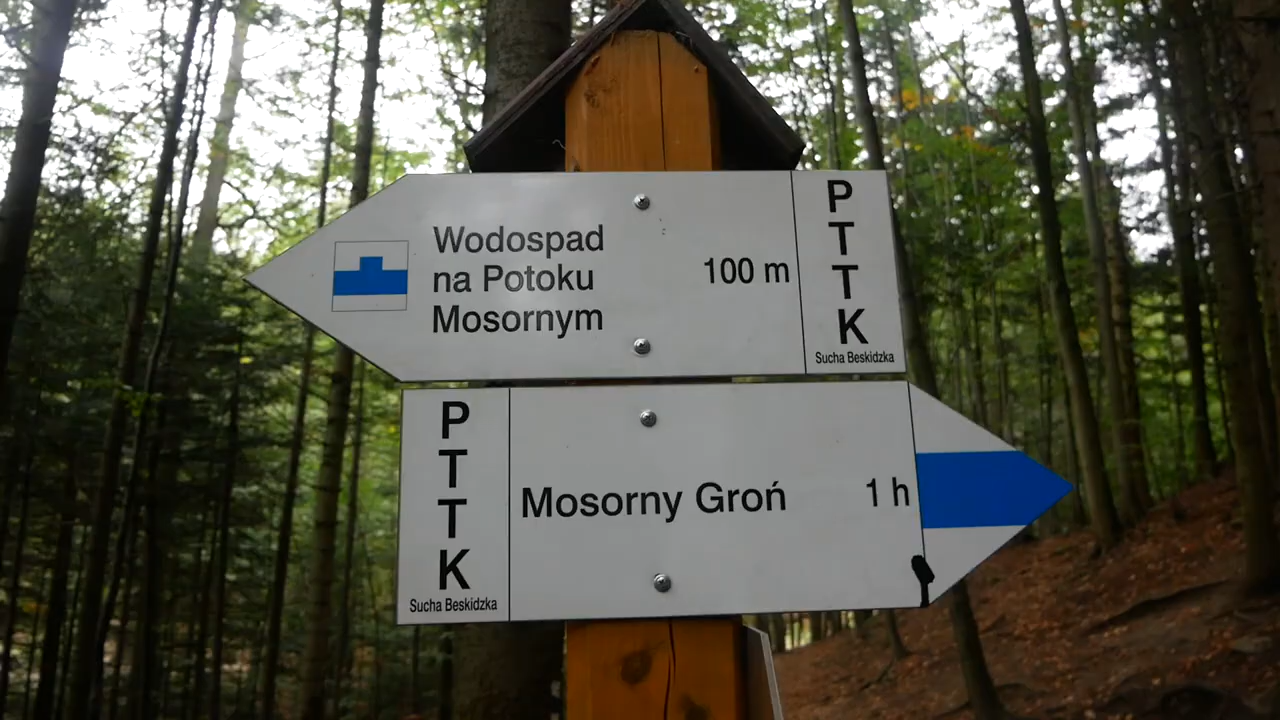 Wodospad
na Potoku
Mosornym
100 m
PTTK
Sucha Beskidzka
PTTK
Sucha Beskidzka
Mosorny Groń
1 h